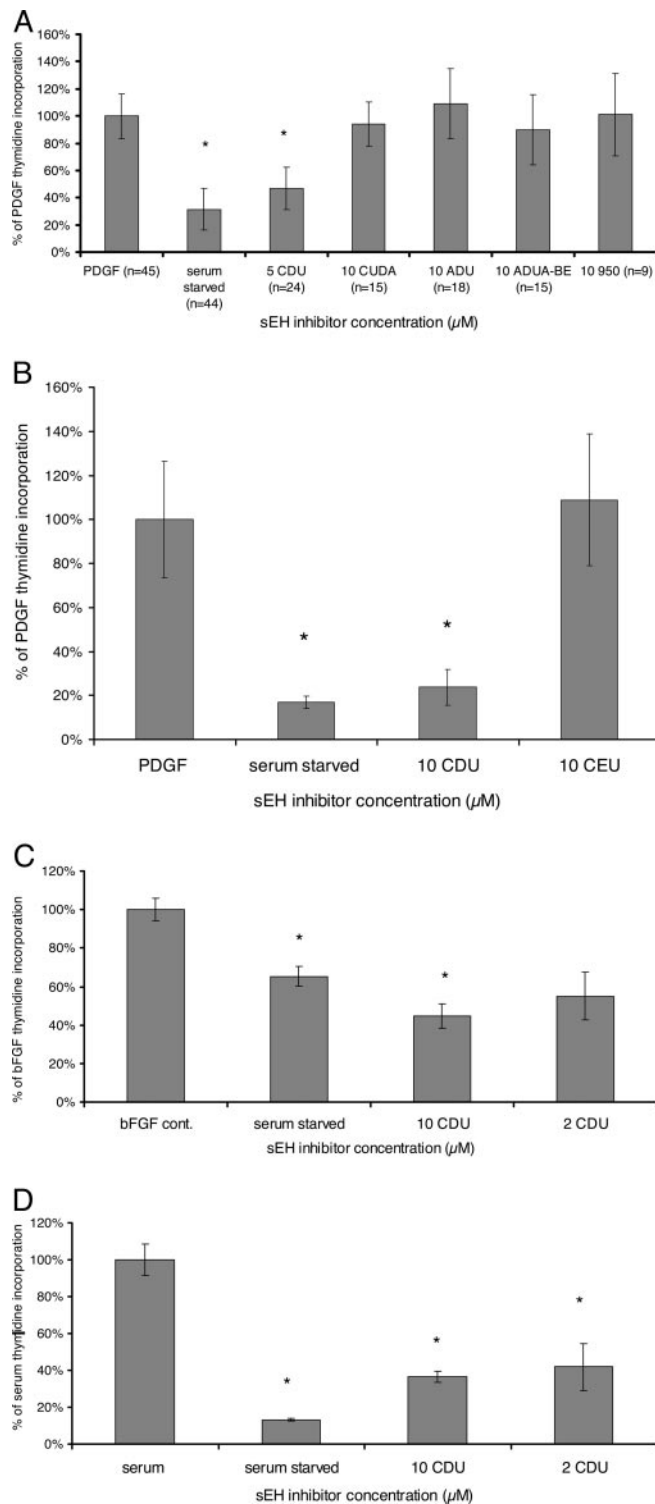 A
% of PDGF thymidine incorporation
160%
140%
120%
100%
80%
60%
40%
20%
0%
*
*
PDGF (n=45) serum starved (n=44) 5 CDU (n=24) 10 CUDA (n=15) 10 ADU (n=18) 10 ADUA-BE (n=15) 10 950 (n=9)
sEH inhibitor concentration (µM)
B
% of PDGF thymidine incorporation
160%
140%
120%
100%
80%
60%
40%
20%
0%
*
*
PDGF serum starved 10 CDU 10 CEU
sEH inhibitor concentration (µM)
C
% of bFGF thymidine incorporation
120%
100%
80%
60%
40%
20%
0%
*
*
bFGF cont. serum starved 10 CDU 2 CDU
sEH inhibitor concentration (µM)
D
% of serum thymidine incorporation
120%
100%
80%
60%
40%
20%
0%
*
*
*
serum serum starved 10 CDU 2 CDU
sEH inhibitor concentration (µM)